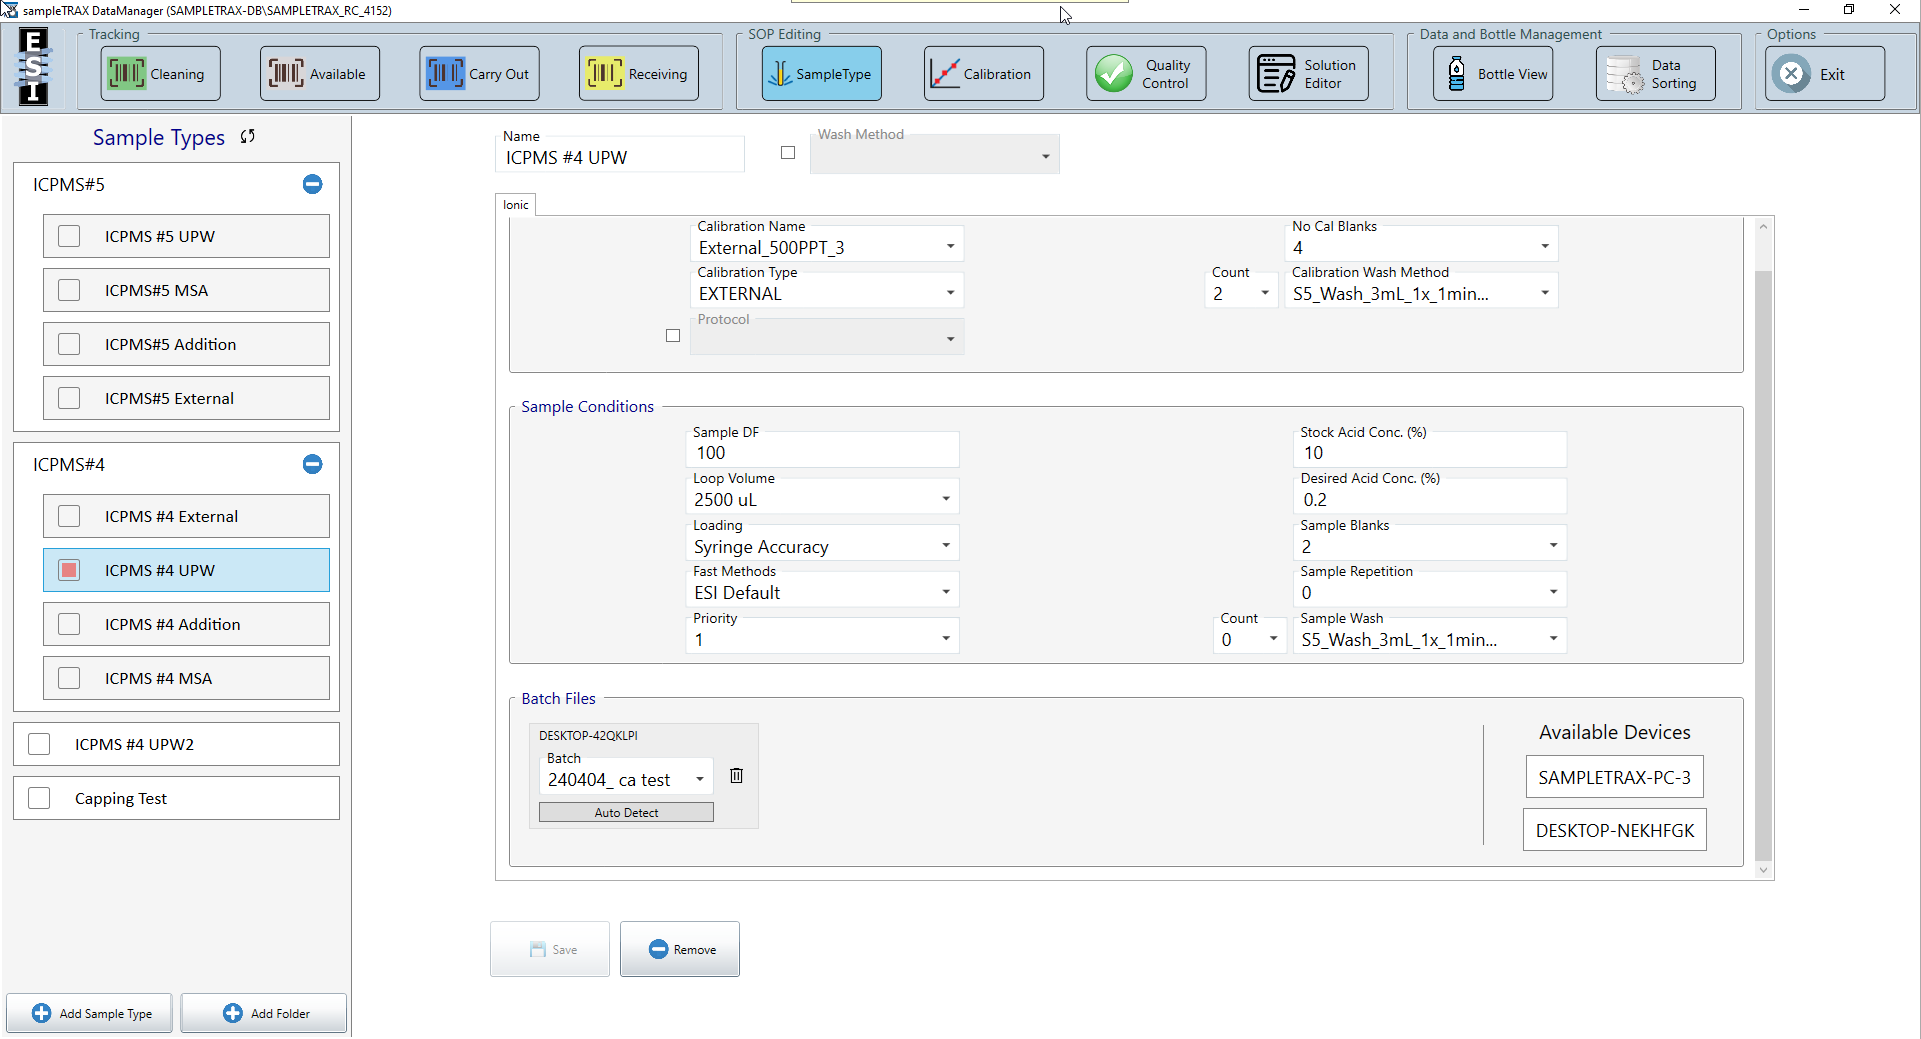 sampleTRAX DataManager (SAMPLETRAX-DB\SAMPLETRAX_RC_4152)
ESI
Tracking
Cleaning
Available
Carry Out
Receiving
SOP Editing
SampleType
Calibration
Quality
Control
Solution
Editor
Data and Bottle Management
Bottle View
Data
Sorting
Options
Exit
Sample Types
ICPMS#5
ICPMS #5 UPW
ICPMS#5 MSA
ICPMS#5 Addition
ICPMS#5 External
ICPMS#4
ICPMS #4 External
ICPMS #4 UPW
ICPMS #4 Addition
ICPMS #4 MSA
ICPMS #4 UPW2
Capping Test
Add Sample Type
Add Folder
Name
ICPMS #4 UPW
Wash Method
Ionic
Calibration Name
External_500PPT_3
No Cal Blanks
4
Calibration Type
EXTERNAL
Count
2
Calibration Wash Method
S5_Wash_3mL_1x_1min...
Protocol
Sample Conditions
Sample DF
100
Stock Acid Conc. (%)
10
Loop Volume
2500 uL
Desired Acid Conc. (%)
0.2
Loading
Syringe Accuracy
Sample Blanks
2
Fast Methods
ESI Default
Sample Repetition
0
Priority
1
Count
0
Sample Wash
S5_Wash_3mL_1x_1min...
Batch Files
DESKTOP-42QKLPI
Batch
240404_ ca test
Auto Detect
Available Devices
SAMPLETRAX-PC-3
DESKTOP-NEKHFGK
Save
Remove